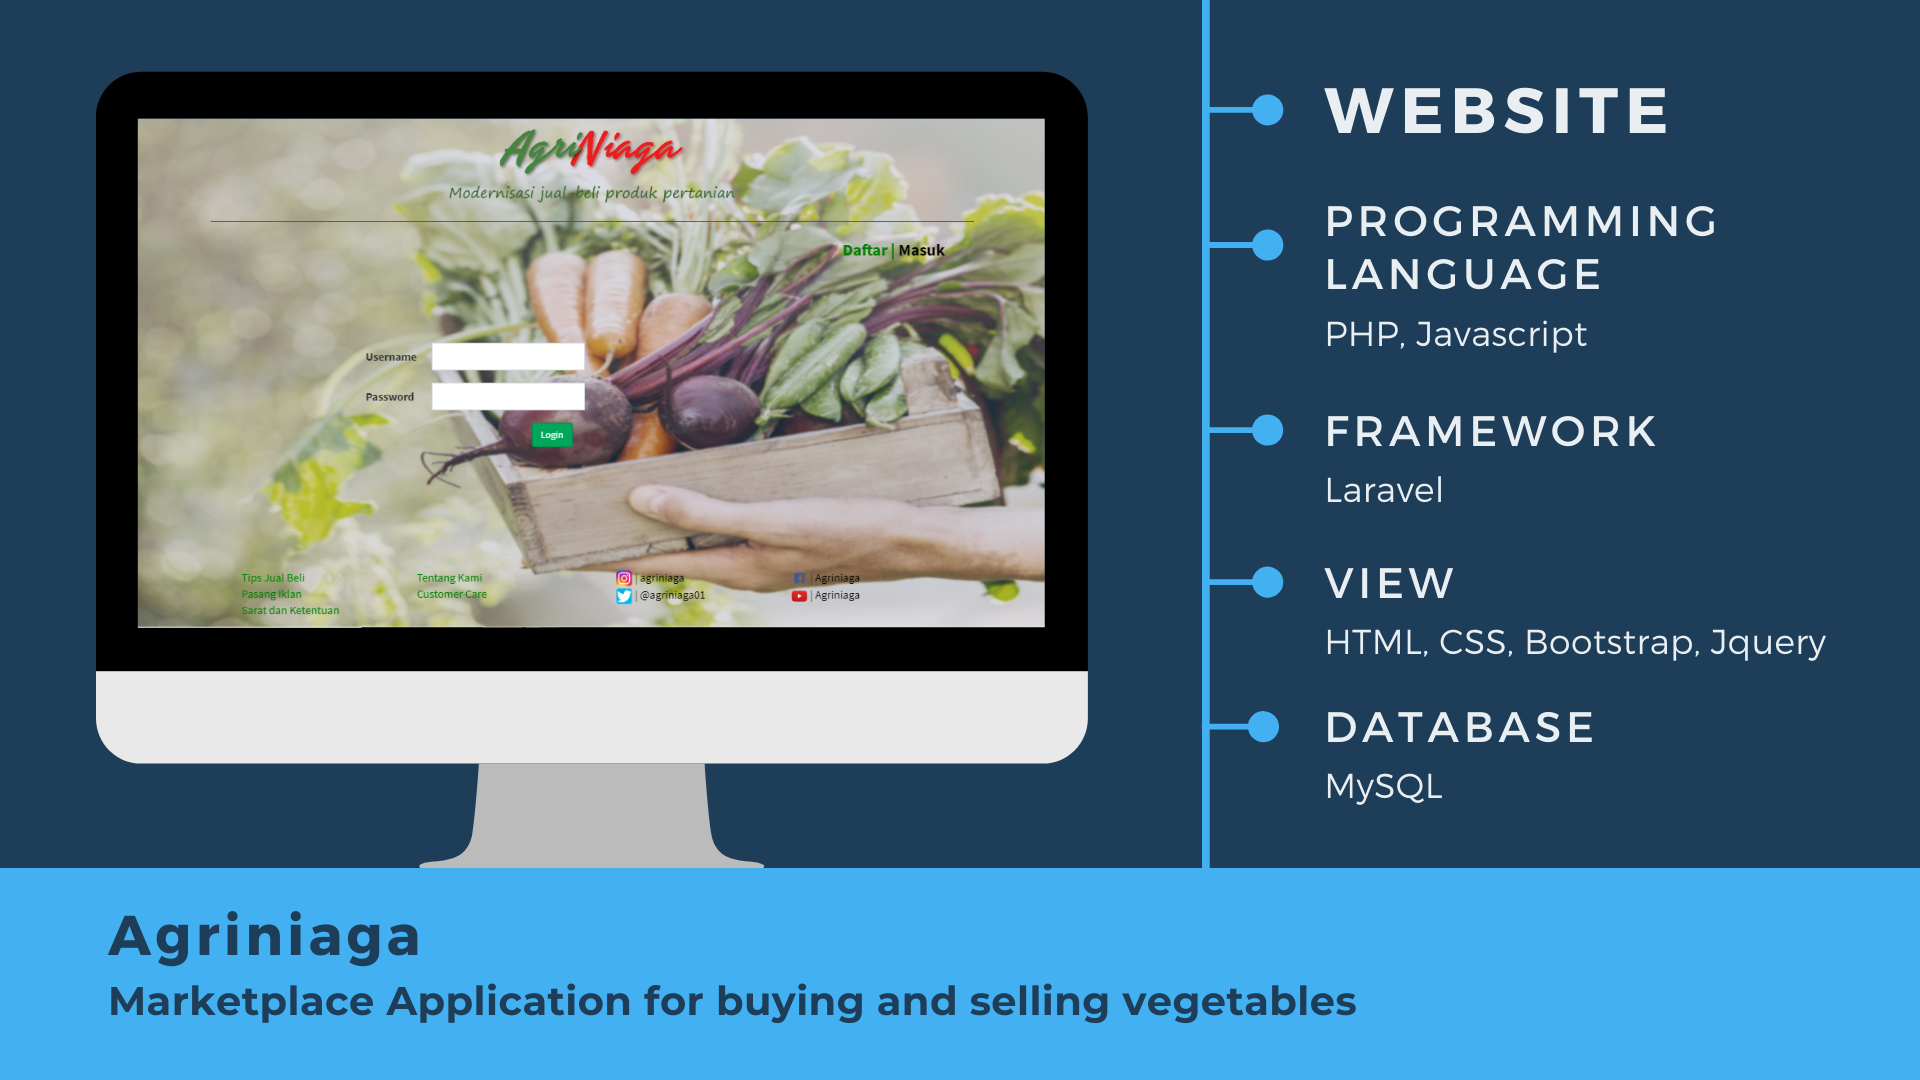 AgriNiaga
Modernisasi jual-beli produk pertanian
Daftar | Masuk
Username
Password
Login
Tips Jual Beli
Pasang Iklan
Sarat dan Ketentuan
Tentang Kami
Customer Care
| agriniaga
| @agriniaga01
| Agriniaga
| Agriniaga
WEBSITE
PROGRAMMING
LANGUAGE
PHP, Javascript
FRAMEWORK
Laravel
VIEW
HTML, CSS, Bootstrap, Jquery
DATABASE
MySQL
Agriniaga
Marketplace Application for buying and selling vegetables